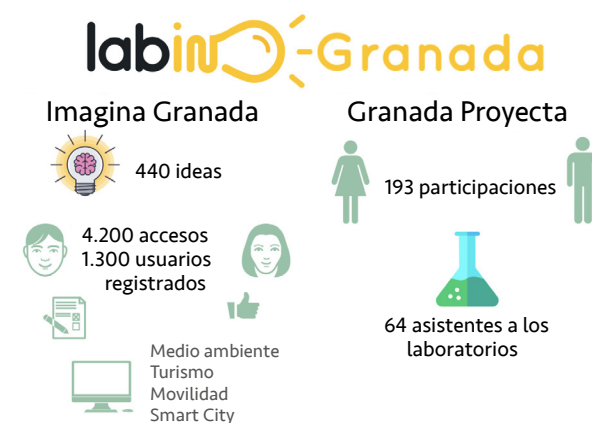 labinn-Granada
Imagina Granada
440 ideas
4.200 accesos
1.300 usuarios
registrados
Medio ambiente
Turismo
Movilidad
Smart City
Granada Proyecta
193 participaciones
64 asistentes a los
laboratorios